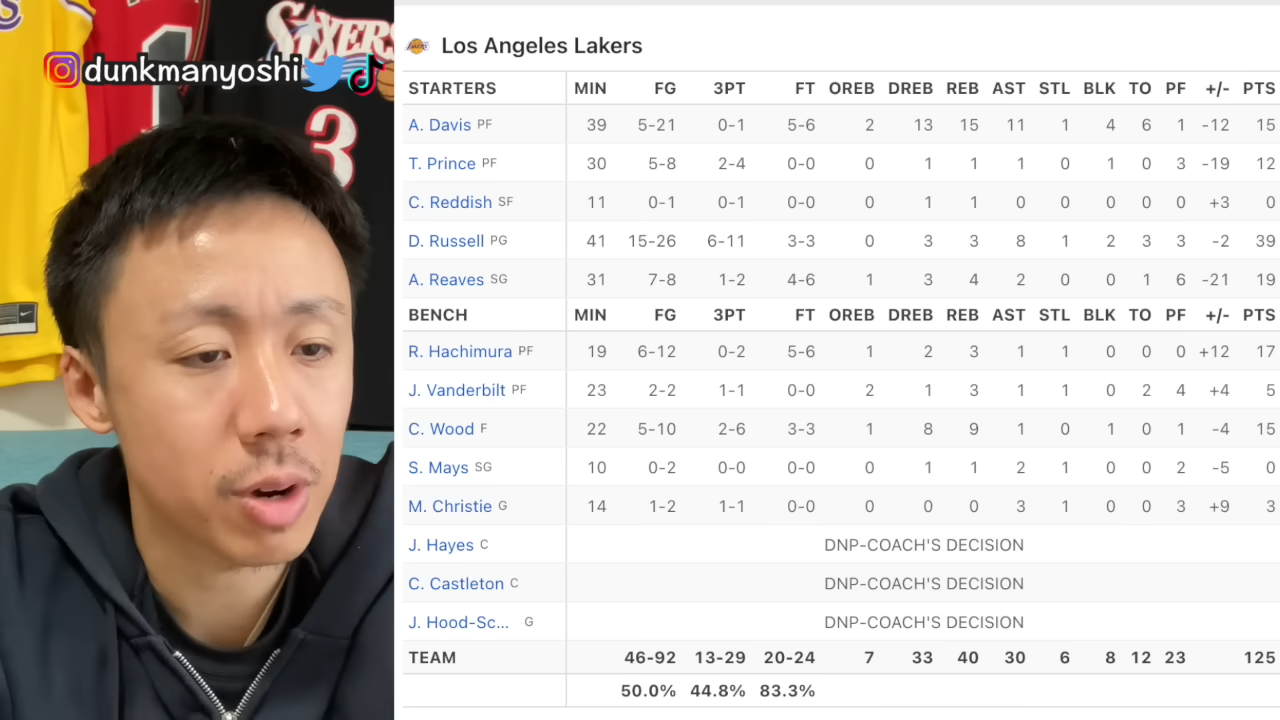 dunkmanyoshi
SIXERS
3
Los Angeles Lakers
STARTERS MIN FG 3PT FT OREB DREB REB AST STL BLK TO PF +/- PTS
A. Davis PF 39 5-21 0-1 5-6 2 13 15 11 1 4 6 1 -12 15
T. Prince PF 30 5-8 2-4 0-0 0 1 1 1 0 1 0 3 -19 12
C. Reddish SF 11 0-1 0-1 0-0 0 1 1 0 0 0 0 0 +3 0
D. Russell PG 41 15-26 6-11 3-3 0 3 3 8 1 2 3 3 -2 39
A. Reaves SG 31 7-8 1-2 4-6 1 3 4 2 0 0 1 6 -21 19
BENCH MIN FG 3PT FT OREB DREB REB AST STL BLK TO PF +/- PTS
R. Hachimura PF 19 6-12 0-2 5-6 1 2 3 1 1 0 0 0 +12 17
J. Vanderbilt PF 23 2-2 1-1 0-0 2 1 3 1 1 0 2 4 +4 5
C. Wood F 22 5-10 2-6 3-3 1 8 9 1 0 1 0 1 -4 15
S. Mays SG 10 0-2 0-0 0-0 0 1 1 2 1 0 0 2 -5 0
M. Christie G 14 1-2 1-1 0-0 0 0 0 3 1 0 0 3 +9 3
J. Hayes C DNP-COACH'S DECISION
C. Castleton C DNP-COACH'S DECISION
J. Hood-Sc... G DNP-COACH'S DECISION
TEAM 46-92 13-29 20-24 7 33 40 30 6 8 12 23 125
50.0% 44.8% 83.3%